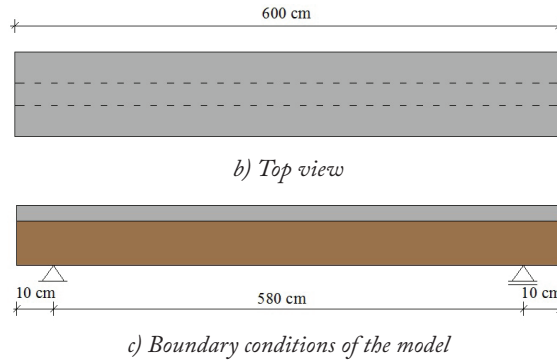 600 cm
b) Top view
10 cm 580 cm 10 cm
c) Boundary conditions of the model